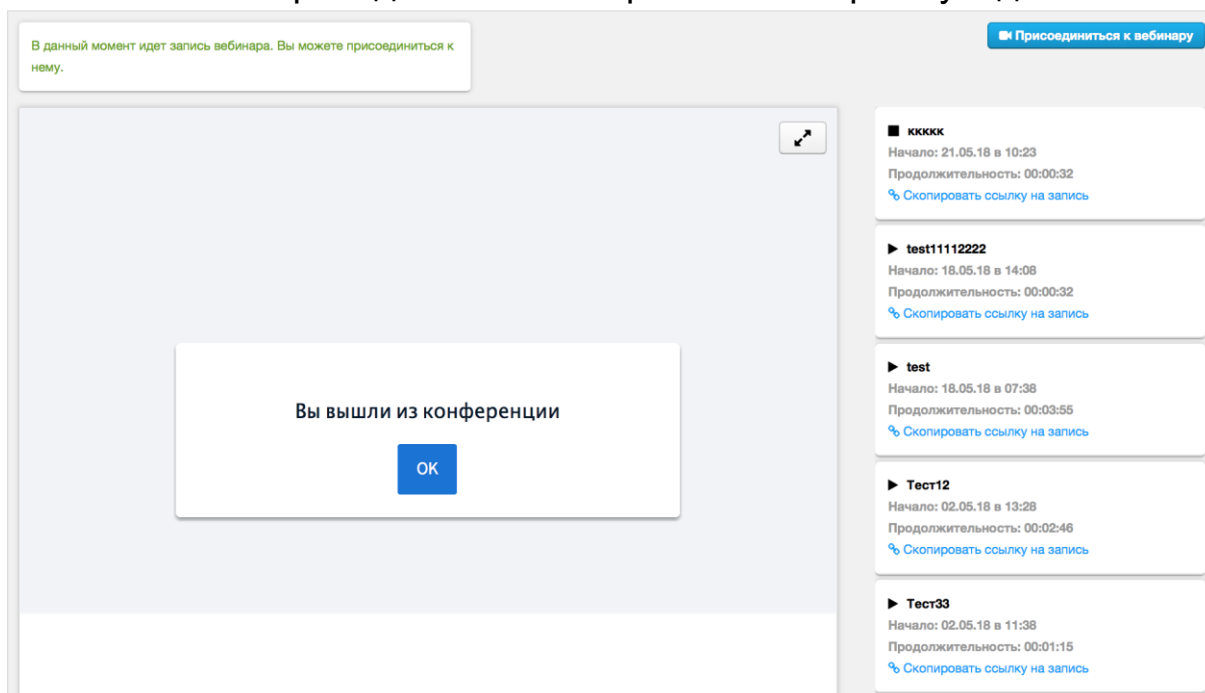 В данный момент идет запись вебинара. Вы можете присоединиться к
нему.
Присоединиться к вебинару
Вы вышли из конференции
OK
ккккк
Начало: 21.05.18 в 10:23
Продолжительность: 00:00:32
Скопировать ссылку на запись
test11112222
Начало: 18.05.18 в 14:08
Продолжительность: 00:00:32
Скопировать ссылку на запись
test
Начало: 18.05.18 в 07:38
Продолжительность: 00:03:55
Скопировать ссылку на запись
Тест12
Начало: 02.05.18 в 13:28
Продолжительность: 00:02:46
Скопировать ссылку на запись
Тест33
Начало: 02.05.18 в 11:38
Продолжительность: 00:01:15
Скопировать ссылку на запись